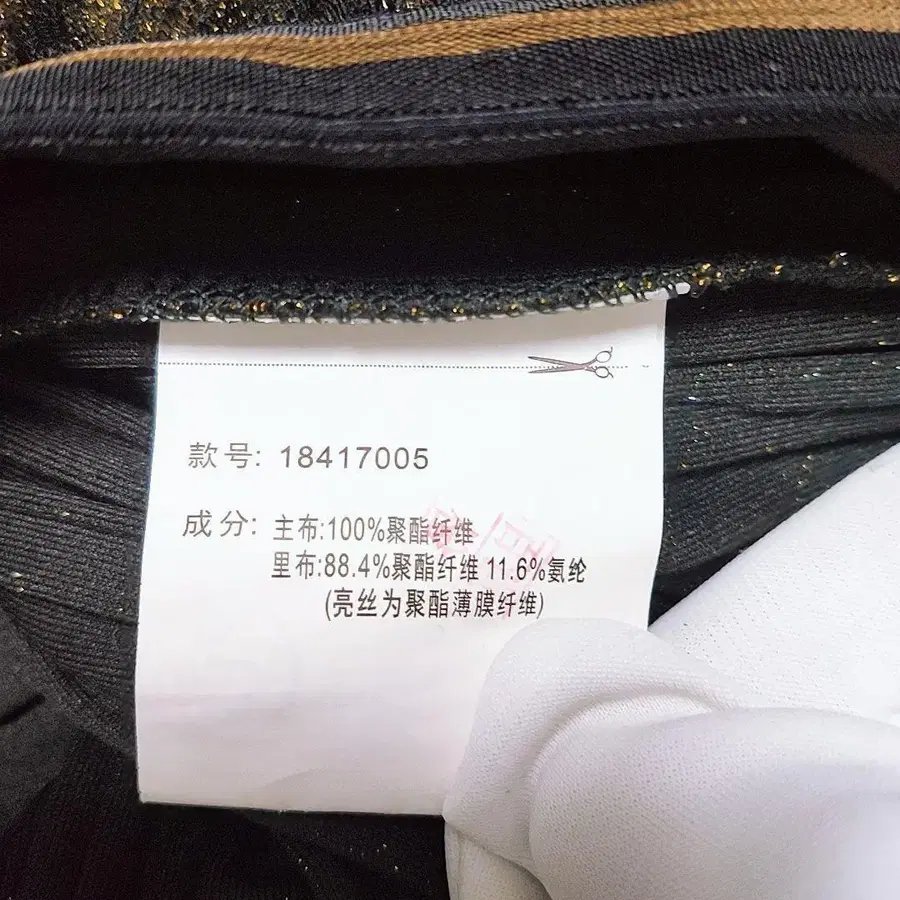 款号: 18417005
成分: 主布:100%聚酯纤维
里布:88.4%聚酯纤维 11.6%氨纶
(亮丝为聚酯薄膜纤维)